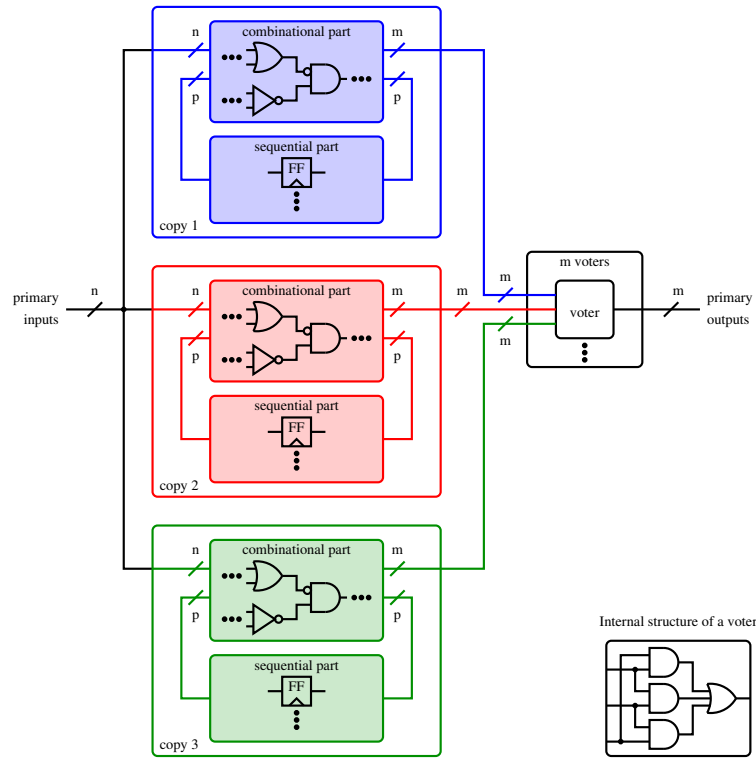 n
combinational part
m
p
p
sequential part
FF
copy 1
m voters
m
voter
m
n
primary
inputs
n
combinational part
m
m
p
p
m
primary
outputs
sequential part
FF
copy 2
n
combinational part
m
p
p
sequential part
FF
copy 3
Internal structure of a voter